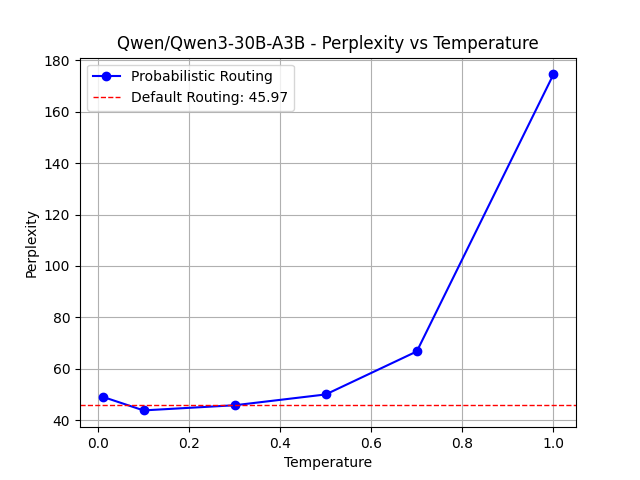 Qwen/Qwen3-30B-A3B - Perplexity vs Temperature
Probabilistic Routing
Default Routing: 45.97
180
160
140
120
100
80
60
40
Perplexity
0.0
0.2
0.4
0.6
0.8
1.0
Temperature